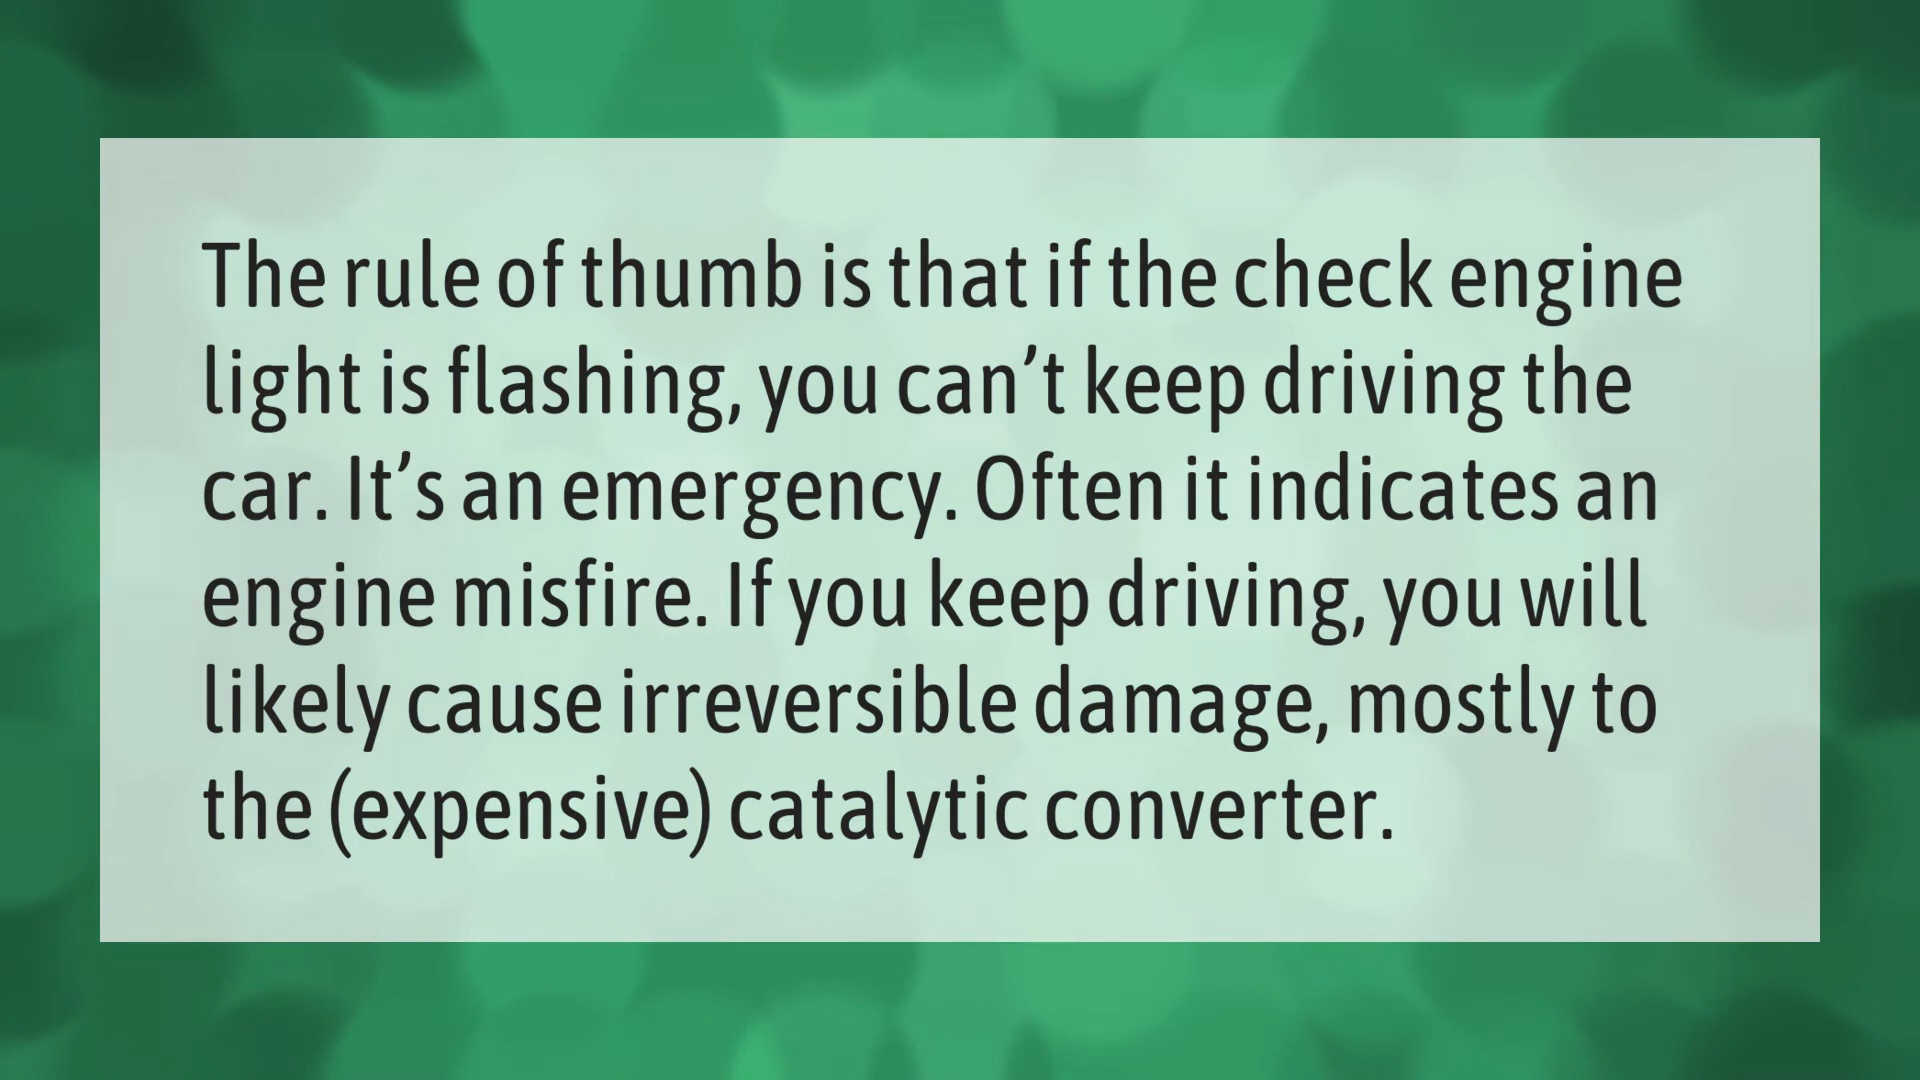 The rule of thumb is that if the check engine
light is flashing, you can’t keep driving the
car. It’s an emergency. Often it indicates an
engine misfire. If you keep driving, you will
likely cause irreversible damage, mostly to
the (expensive) catalytic converter.